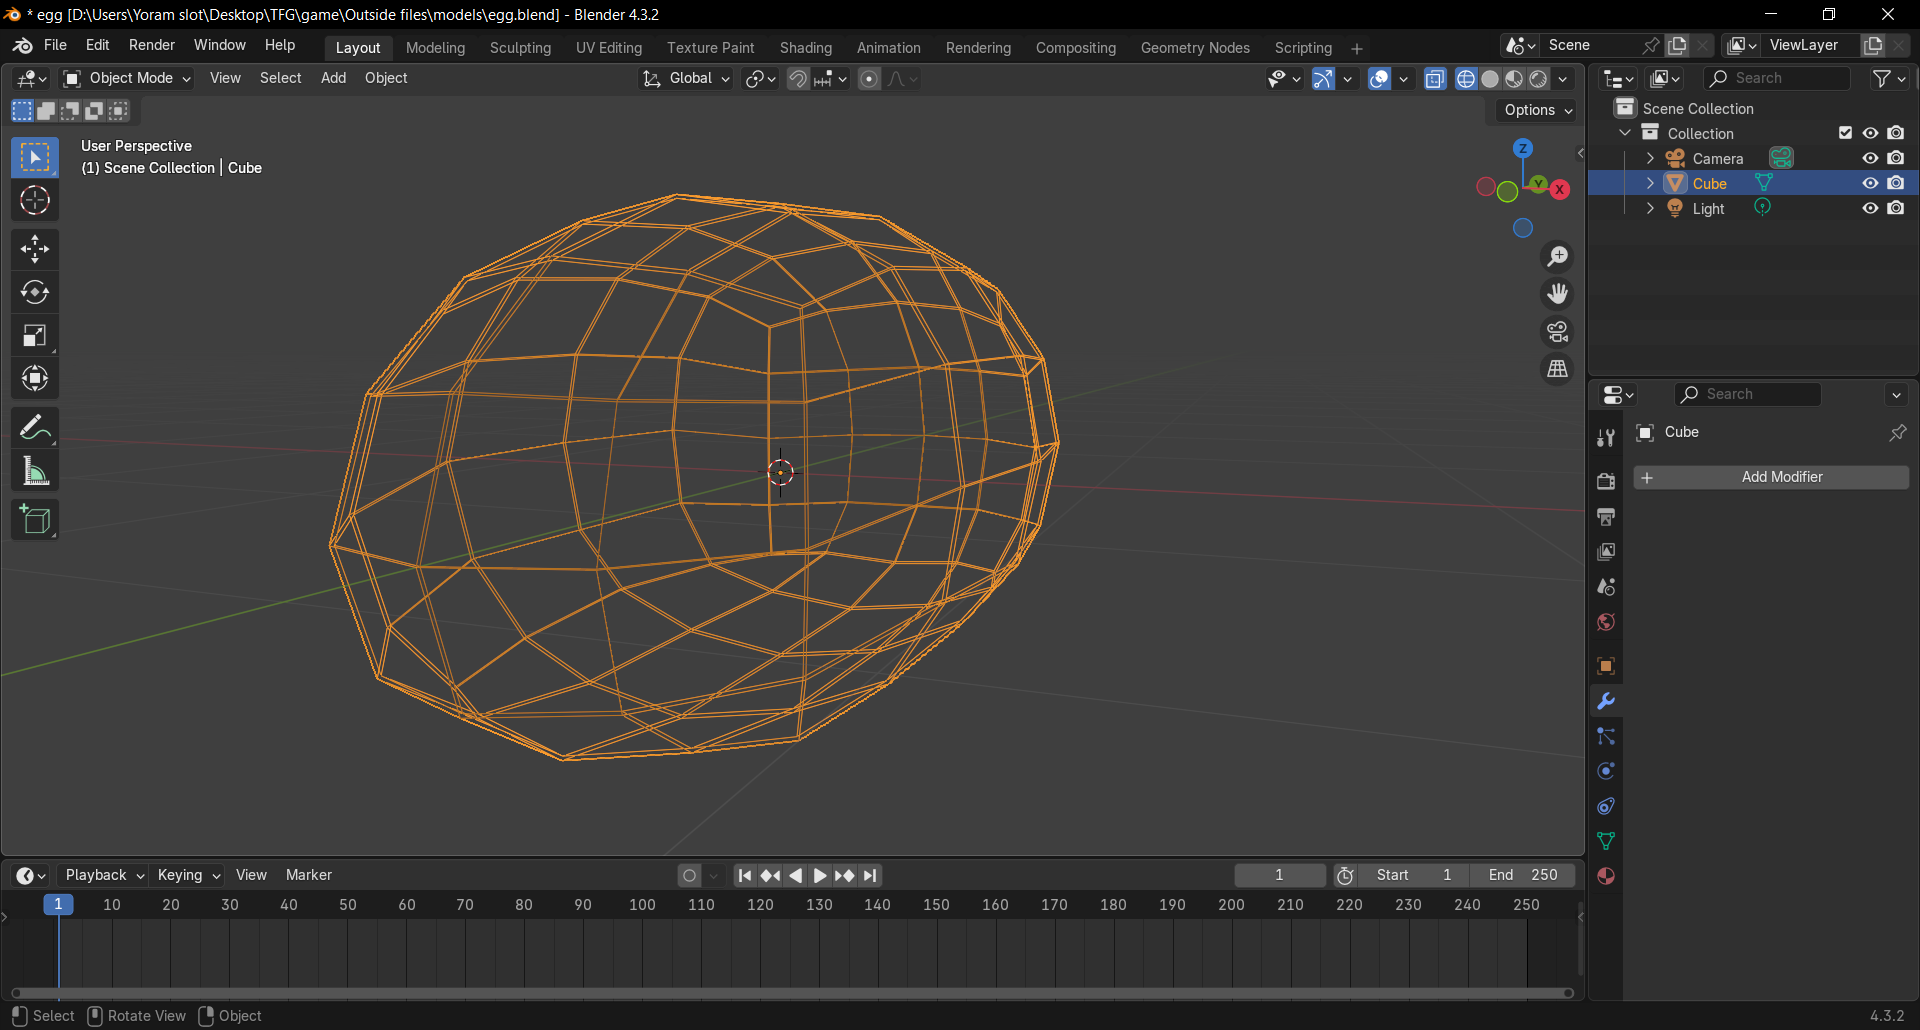 * egg [D:\Users\Yoram slot\Desktop\TFG\game\Outside files\models\egg.blend] - Blender 4.3.2
File Edit Render Window Help Layout Modeling Sculpting UV Editing Texture Paint Shading Animation Rendering Compositing Geometry Nodes Scripting + Scene ViewLayer
Object Mode View Select Add Object Global Search
Options
Scene Collection
User Perspective
(1) Scene Collection | Cube
Z
Y
X
Collection
Camera
Cube
Light
Search
Cube
+ Add Modifier
Playback Keying View Marker 1 Start 1 End 250
1 10 20 30 40 50 60 70 80 90 100 110 120 130 140 150 160 170 180 190 200 210 220 230 240 250
Select Rotate View Object 4.3.2